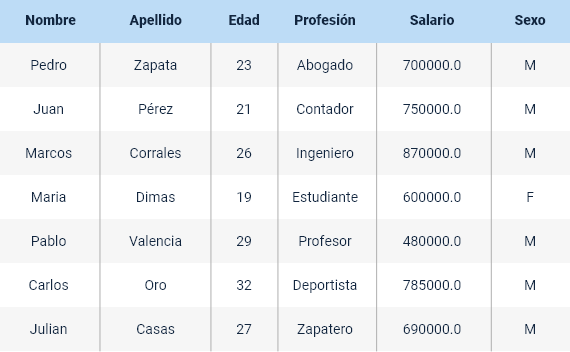 Nombre Apellido Edad Profesión Salario Sexo
Pedro Zapata 23 Abogado 700000.0 M
Juan Pérez 21 Contador 750000.0 M
Marcos Corrales 26 Ingeniero 870000.0 M
Maria Dimas 19 Estudiante 600000.0 F
Pablo Valencia 29 Profesor 480000.0 M
Carlos Oro 32 Deportista 785000.0 M
Julian Casas 27 Zapatero 690000.0 M